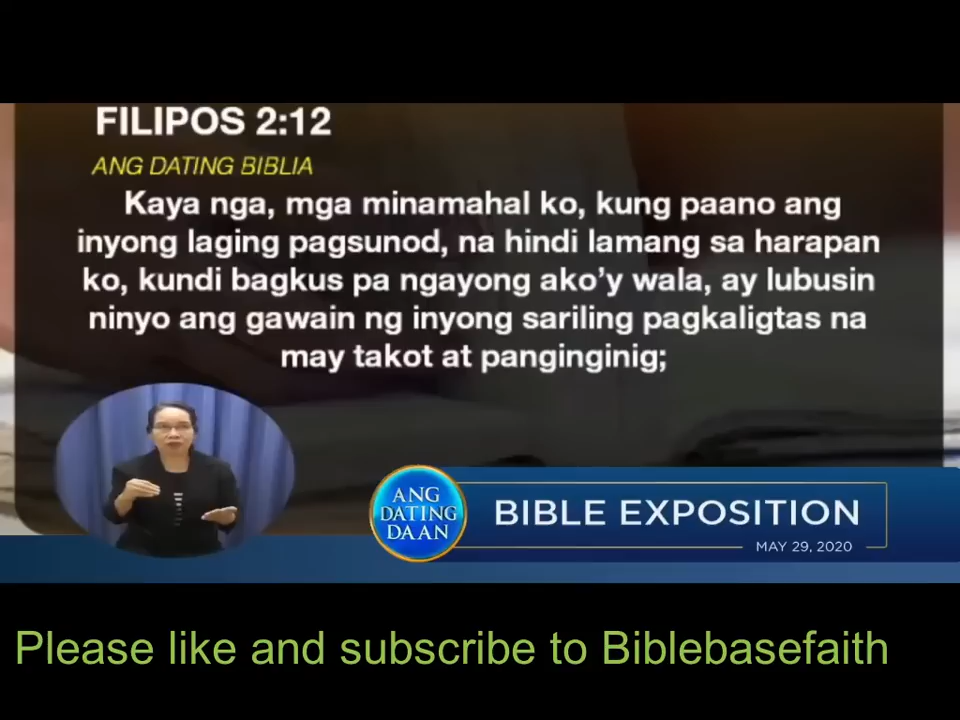 FILIPOS 2:12
ANG DATING BIBLIA
Kaya nga, mga minamahal ko, kung paano ang
inyong laging pagsunod, na hindi lamang sa harapan
ko, kundi bagkus pa ngayong ako'y wala, ay lubusin
ninyo ang gawain ng inyong sariling pagkaligtas na
may takot at panginginig;
ANG
DATING
DAAN
BIBLE EXPOSITION
MAY 29, 2020
Please like and subscribe to Biblebasefaith